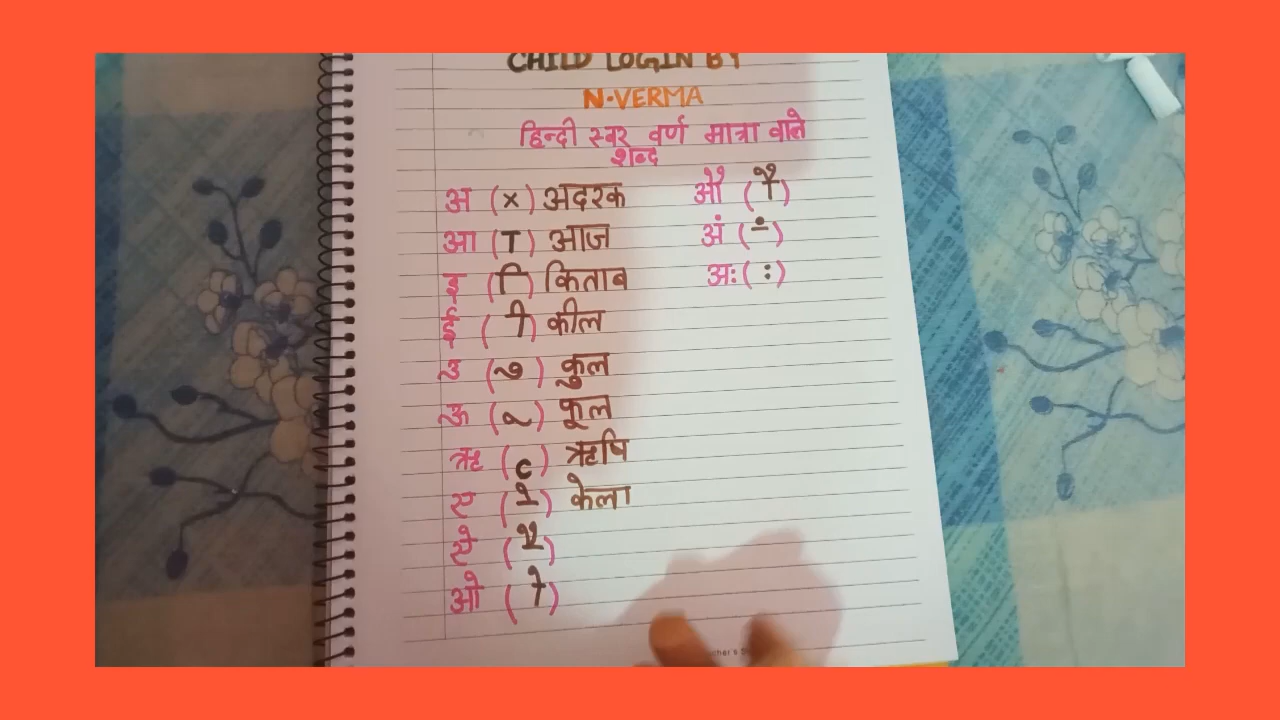 CHILD LOGIN BY
N·VERMA
हिन्दी स्वर वर्ण मात्रा वाले
शब्द
अ (×) अदरक
आ (ा) आज
इ (ि) किताब
ई (ी) कील
उ (ु) कुल
ऊ (ू) कूल
ऋ (ृ) ऋषि
ए (े) केला
ऐ (ै)
ओ (ो)
औ (ौ)
अं (ं)
अः (:)